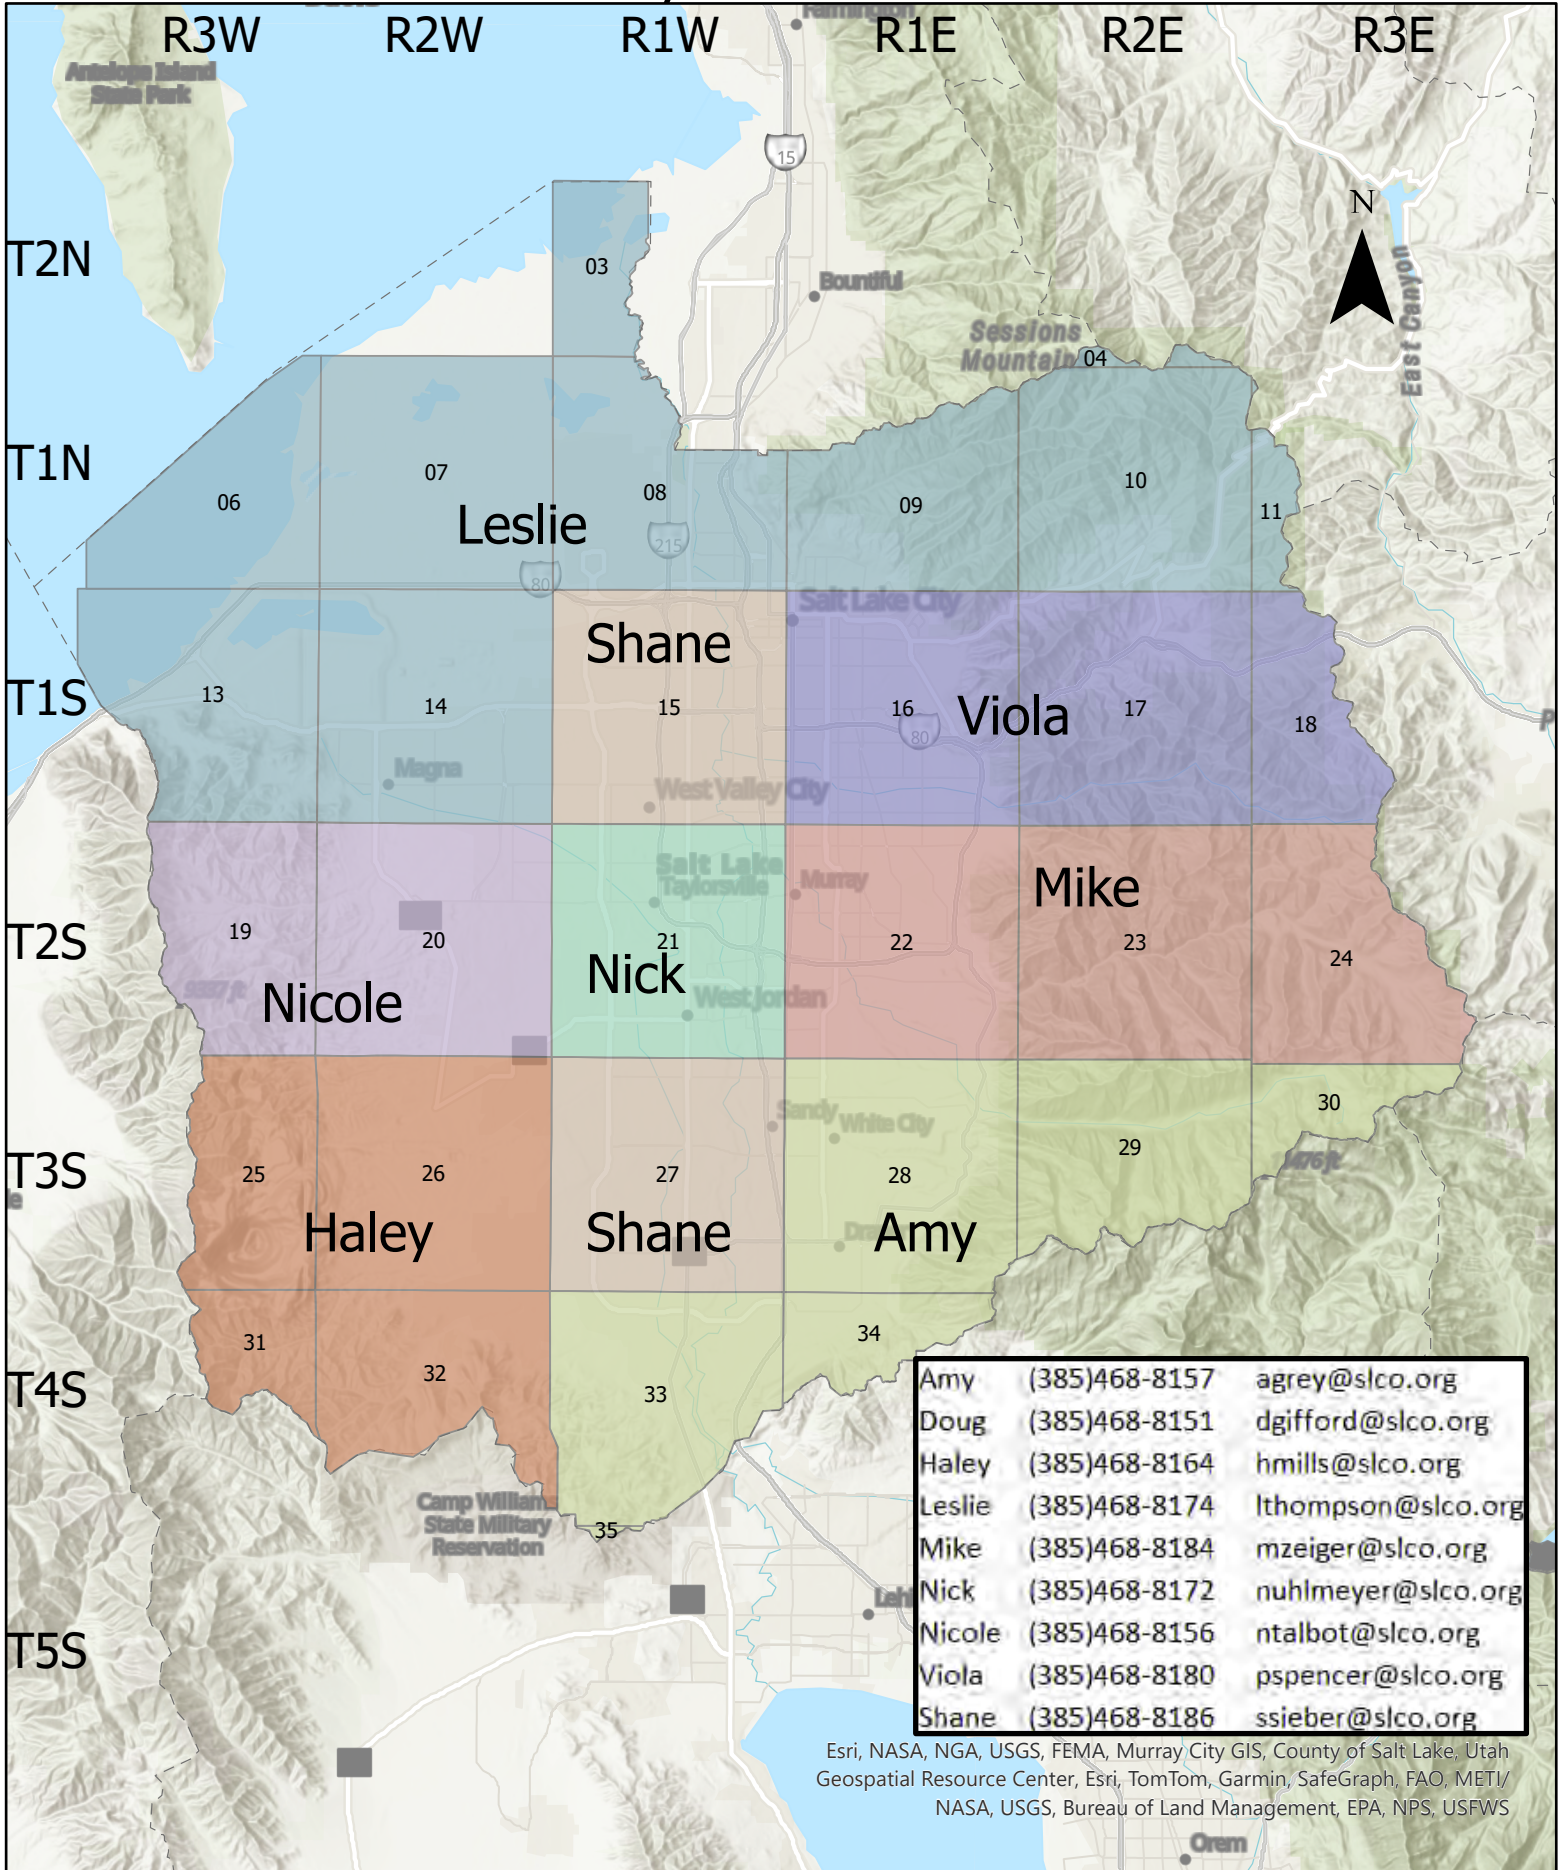 R3W R2W R1W R1E R2E R3E
Farmington
Antelope Island
State Park
15
N
T2N
03
Bountiful
East Canyon
Sessions
Mountain
04
T1N
06
07
08
09
10
11
Leslie
215
80
Salt Lake City
Shane
T1S
13
14
15
16
Viola
17
18
80
Magna
West Valley City
Salt Lake
Taylorsville
Murray
Mike
T2S
19
20
21
22
23
24
Nicole
Nick
West Jordan
Sandy
White City
30
29
T3S
25
26
27
28
Haley
Shane
Amy
31
32
33
34
T4S
Camp William
State Military
Reservation
35
T5S
Amy (385)468-8157 agrey@slco.org
Doug (385)468-8151 dgifford@slco.org
Haley (385)468-8164 hmills@slco.org
Leslie (385)468-8174 lthompson@slco.org
Mike (385)468-8184 mzeiger@slco.org
Nick (385)468-8172 nuhlmeyer@slco.org
Nicole (385)468-8156 ntalbot@slco.org
Viola (385)468-8180 pspencer@slco.org
Shane (385)468-8186 ssieber@slco.org
Esri, NASA, NGA, USGS, FEMA, Murray City GIS, County of Salt Lake, Utah
Geospatial Resource Center, Esri, TomTom, Garmin, SafeGraph, FAO, METI/
NASA, USGS, Bureau of Land Management, EPA, NPS, USFWS
Orem